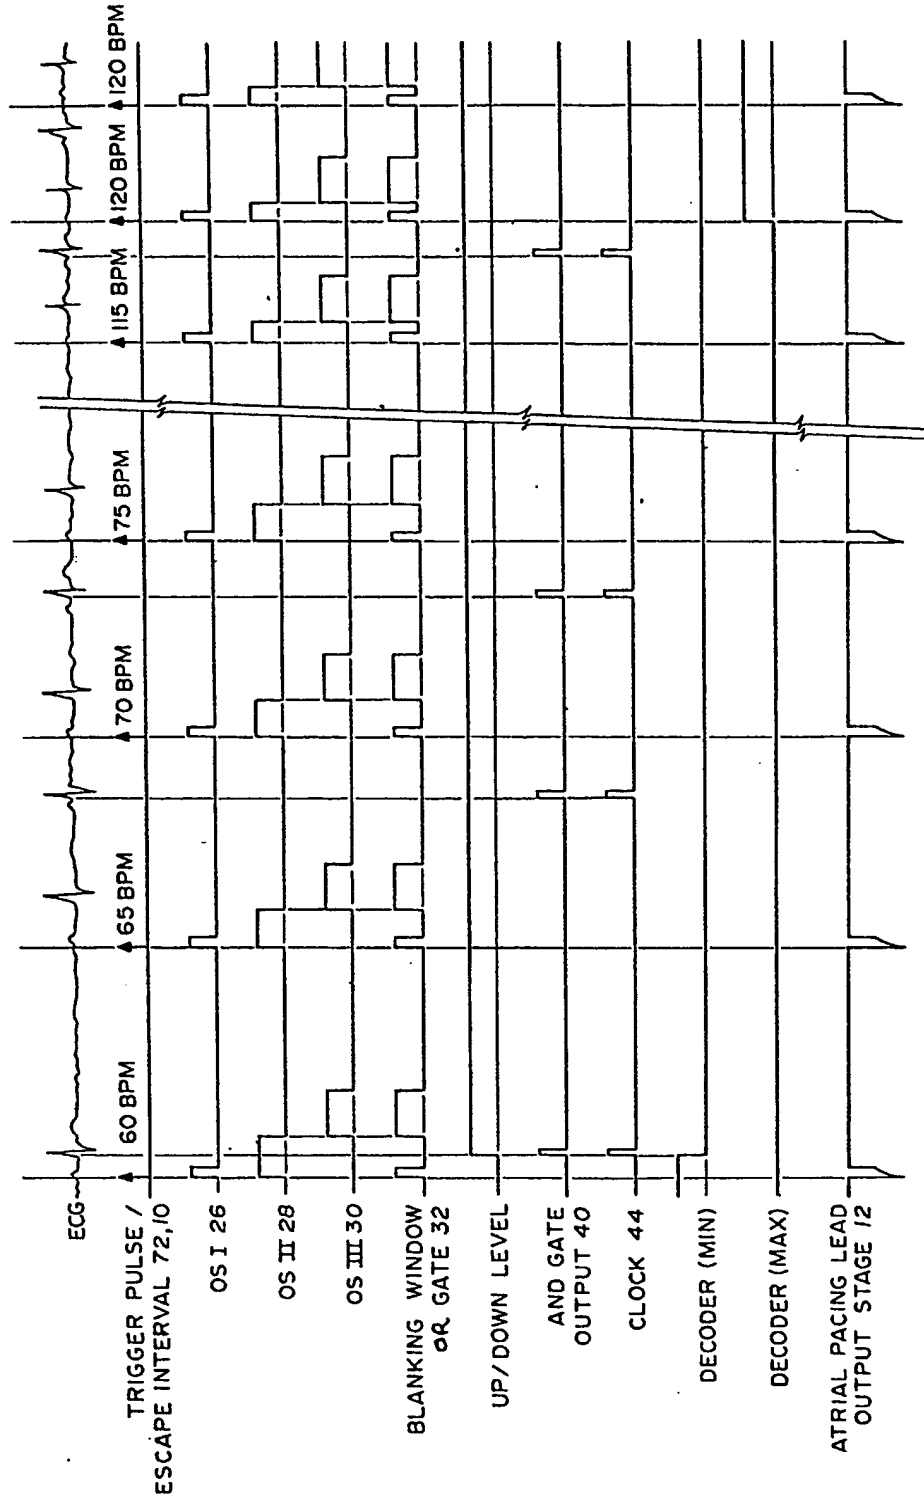 ECG
TRIGGER PULSE /
ESCAPE INTERVAL 72,10
60 BPM
65 BPM
70 BPM
75 BPM
115 BPM
120 BPM
120 BPM
OS I 26
OS II 28
OS III 30
BLANKING WINDOW
OR GATE 32
UP/DOWN LEVEL
AND GATE
OUTPUT 40
CLOCK 44
DECODER (MIN)
DECODER (MAX)
ATRIAL PACING LEAD
OUTPUT STAGE 12